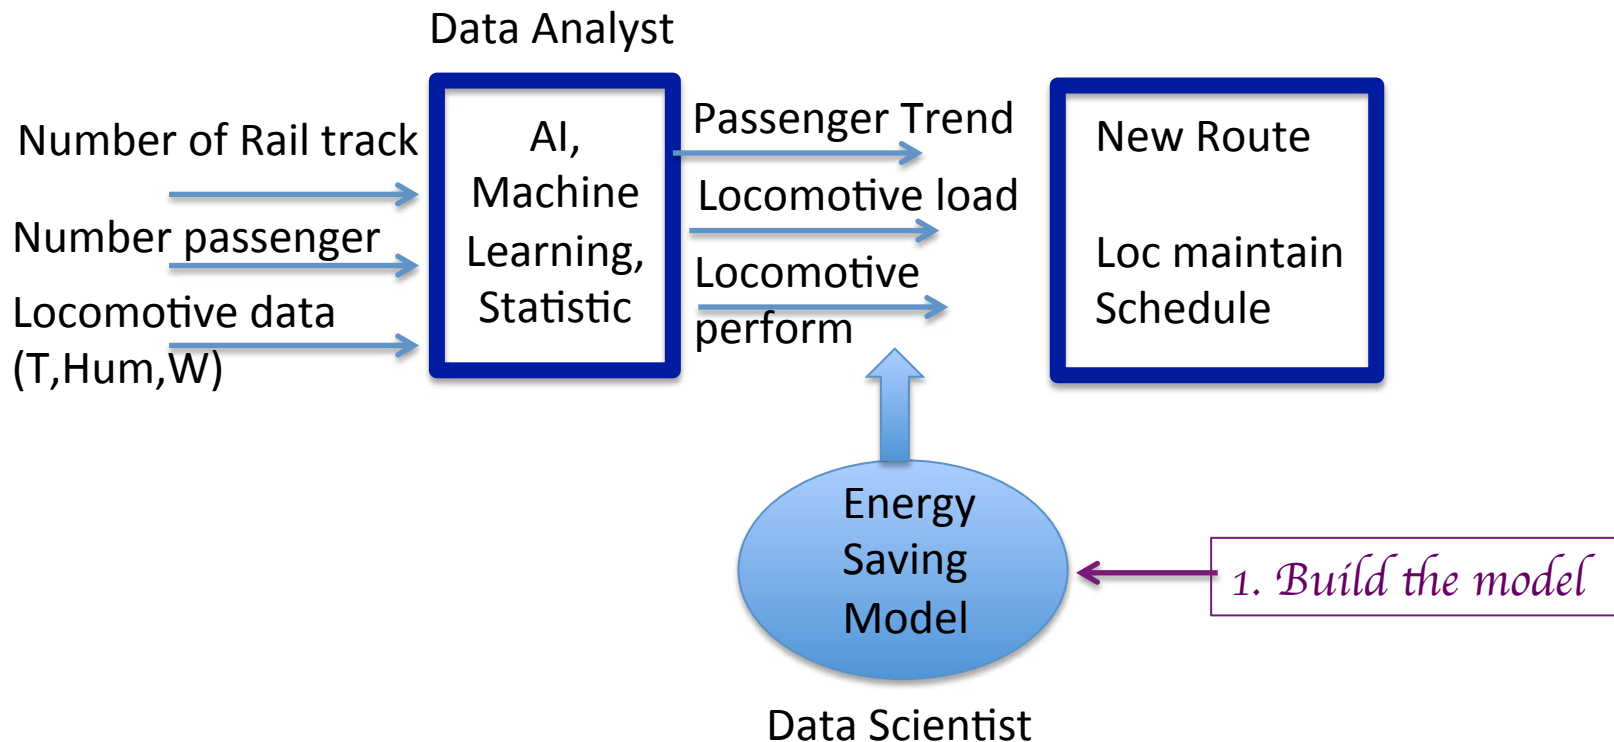 Data Analyst
Number of Rail track
Number passenger
Locomotive data
(T,Hum,W)
AI,
Machine
Learning,
Statistic
Passenger Trend
Locomotive load
Locomotive
perform
New Route
Loc maintain
Schedule
Energy
Saving
Model
1. Build the model
Data Scientist